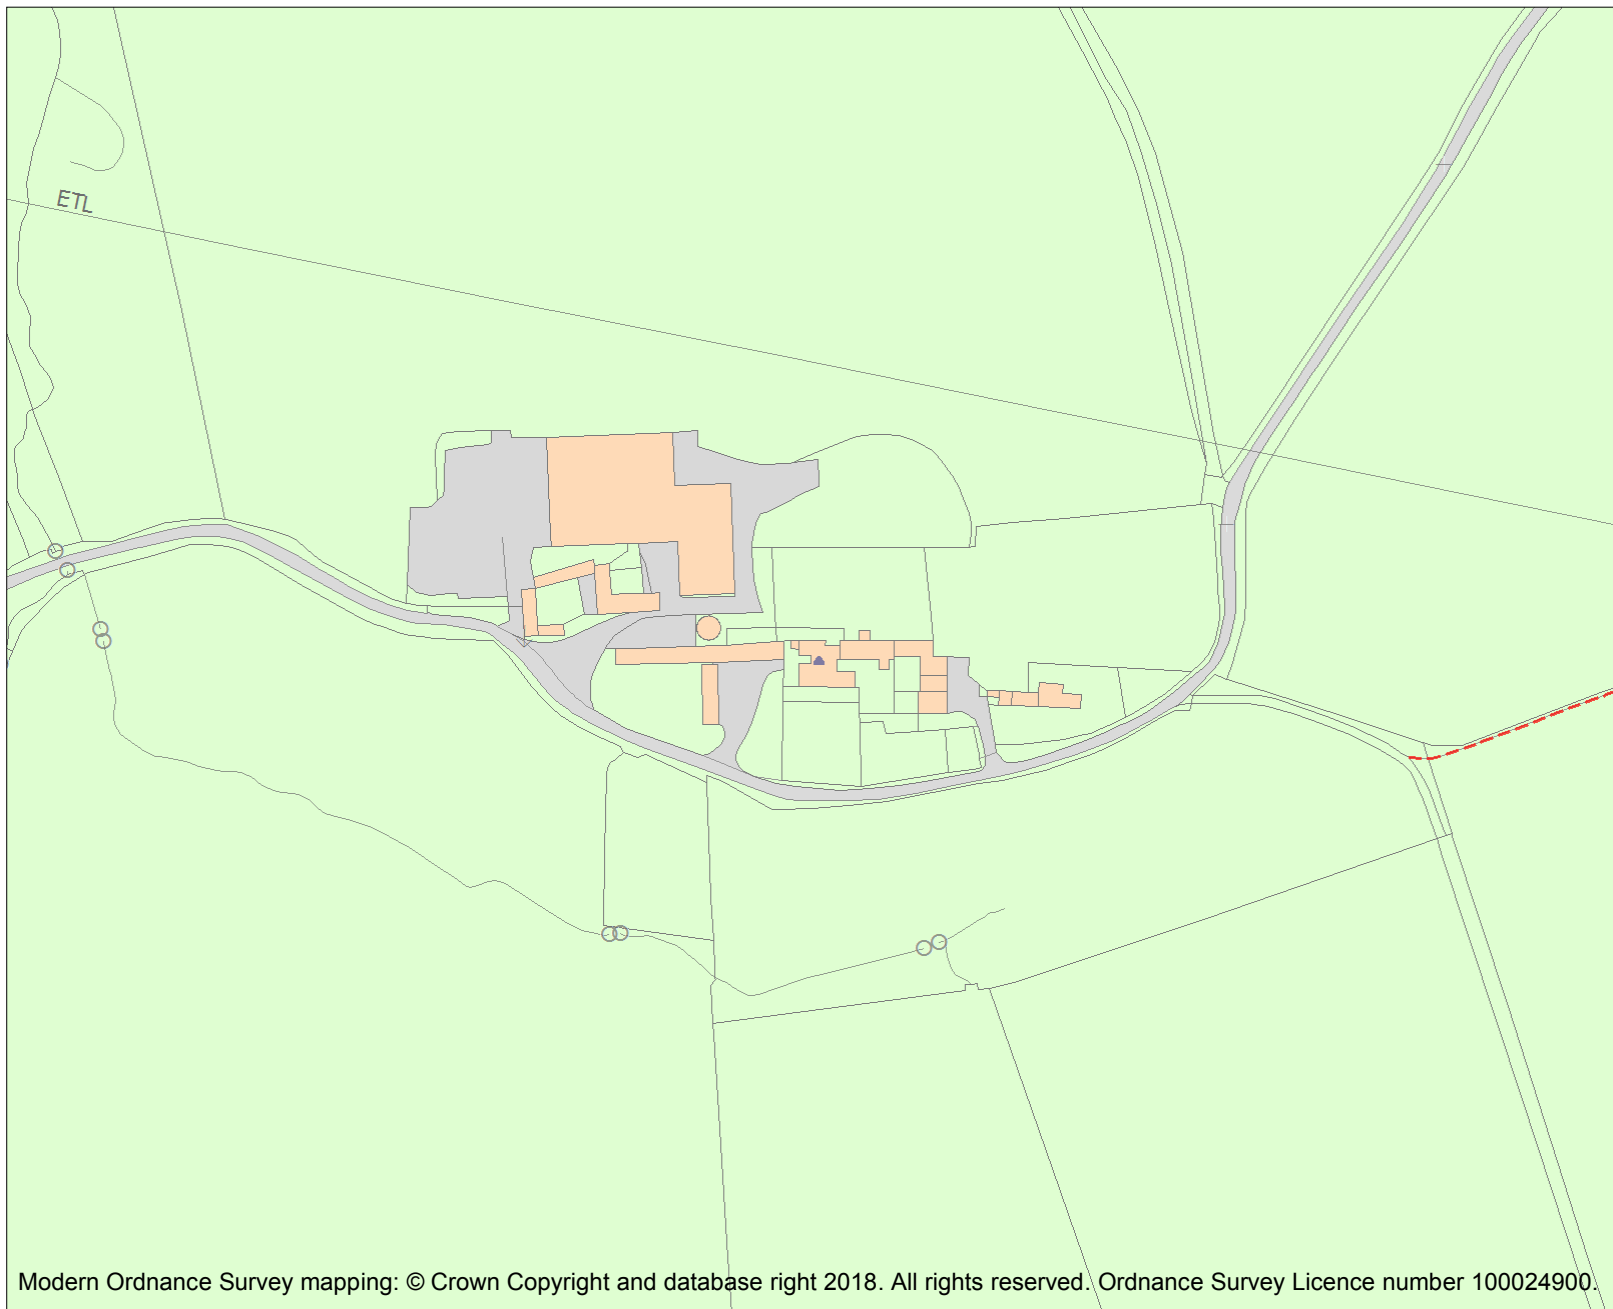 ETL
Modern Ordnance Survey mapping: © Crown Copyright and database right 2018. All rights reserved. Ordnance Survey Licence number 100024900.